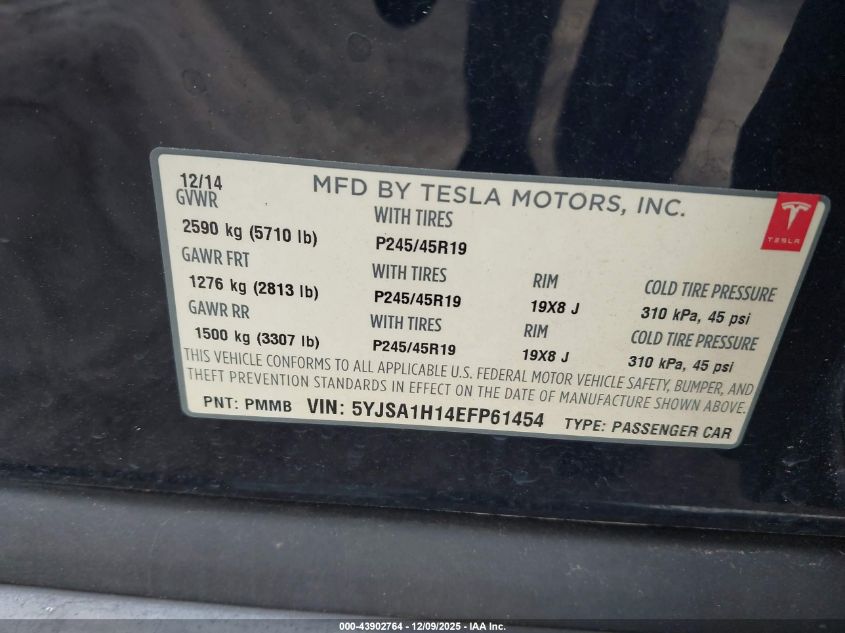 12/14
MFD BY TESLA MOTORS, INC.
GVWR
WITH TIRES
2590 kg (5710 lb)
P245/45R19
TESLA
GAWR FRT
WITH TIRES
RIM
COLD TIRE PRESSURE
1276 kg (2813 lb)
P245/45R19
19X8 J
310 kPa, 45 psi
GAWR RR
WITH TIRES
RIM
COLD TIRE PRESSURE
1500 kg (3307 lb)
P245/45R19
19X8 J
310 kPa, 45 psi
THIS VEHICLE CONFORMS TO ALL APPLICABLE U.S. FEDERAL MOTOR VEHICLE SAFETY, BUMPER, AND
THEFT PREVENTION STANDARDS IN EFFECT ON THE DATE OF MANUFACTURE SHOWN ABOVE.
PNT: PMMB VIN: 5YJSA1H14EFP61454 TYPE: PASSENGER CAR
000-43902764 - 12/09/2025 - IAA Inc.